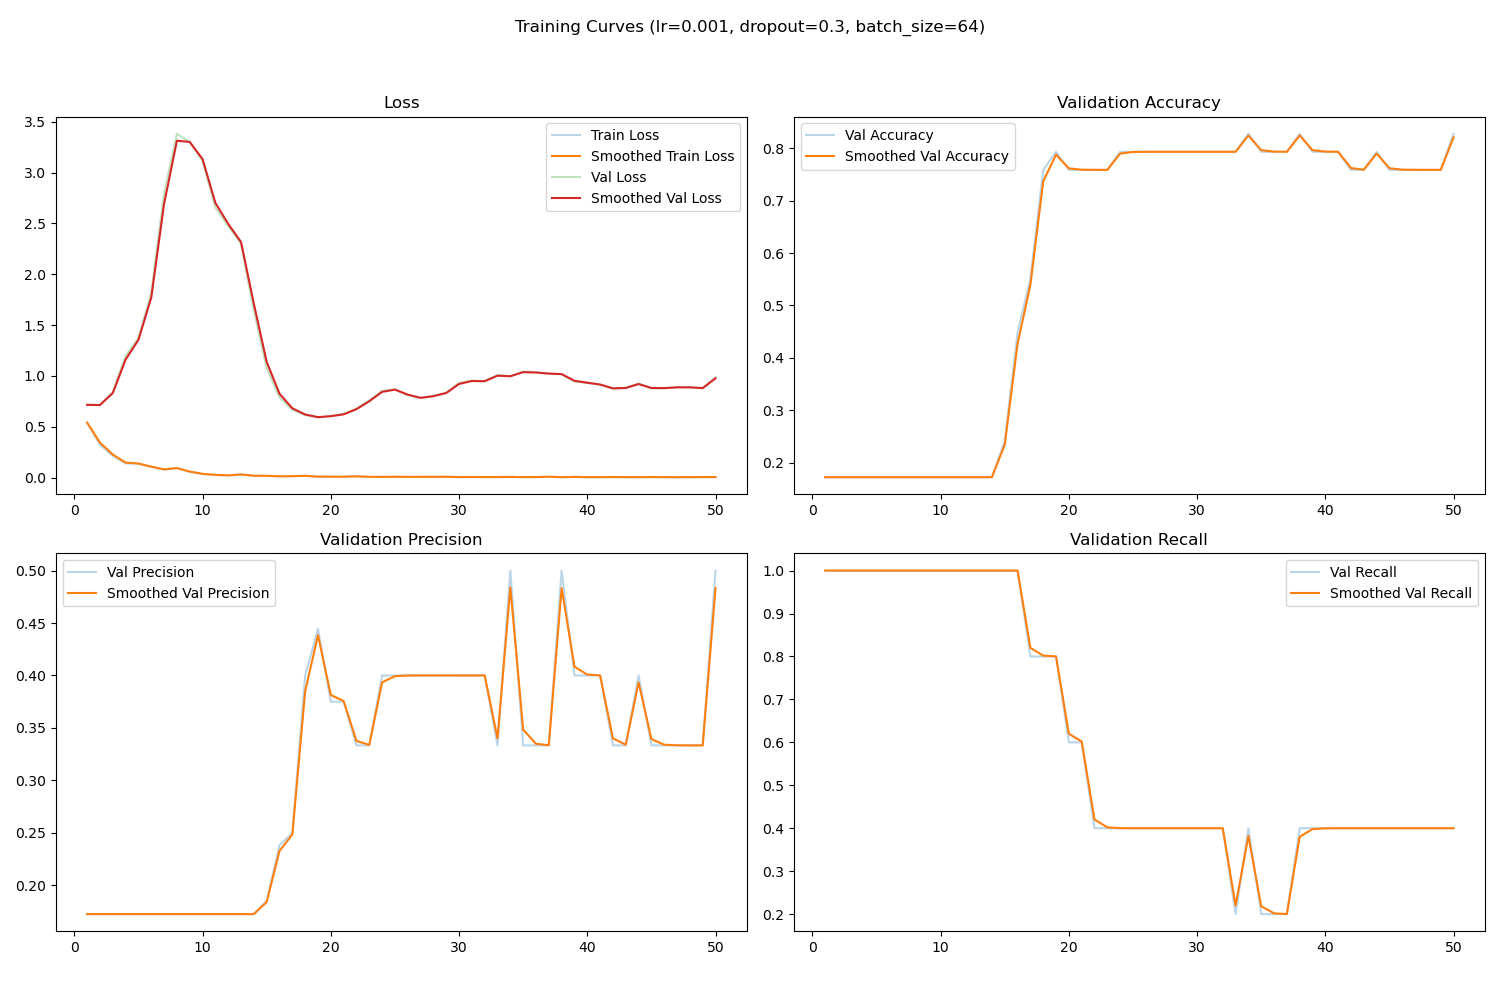 Training Curves (lr=0.001, dropout=0.3, batch_size=64)
Loss
3.5
3.0
2.5
2.0
1.5
1.0
0.5
0.0
0 10 20 30 40 50
Train Loss
Smoothed Train Loss
Val Loss
Smoothed Val Loss
Validation Accuracy
0.8
0.7
0.6
0.5
0.4
0.3
0.2
0 10 20 30 40 50
Val Accuracy
Smoothed Val Accuracy
Validation Precision
0.50
0.45
0.40
0.35
0.30
0.25
0.20
0 10 20 30 40 50
Val Precision
Smoothed Val Precision
Validation Recall
1.0
0.9
0.8
0.7
0.6
0.5
0.4
0.3
0.2
0 10 20 30 40 50
Val Recall
Smoothed Val Recall